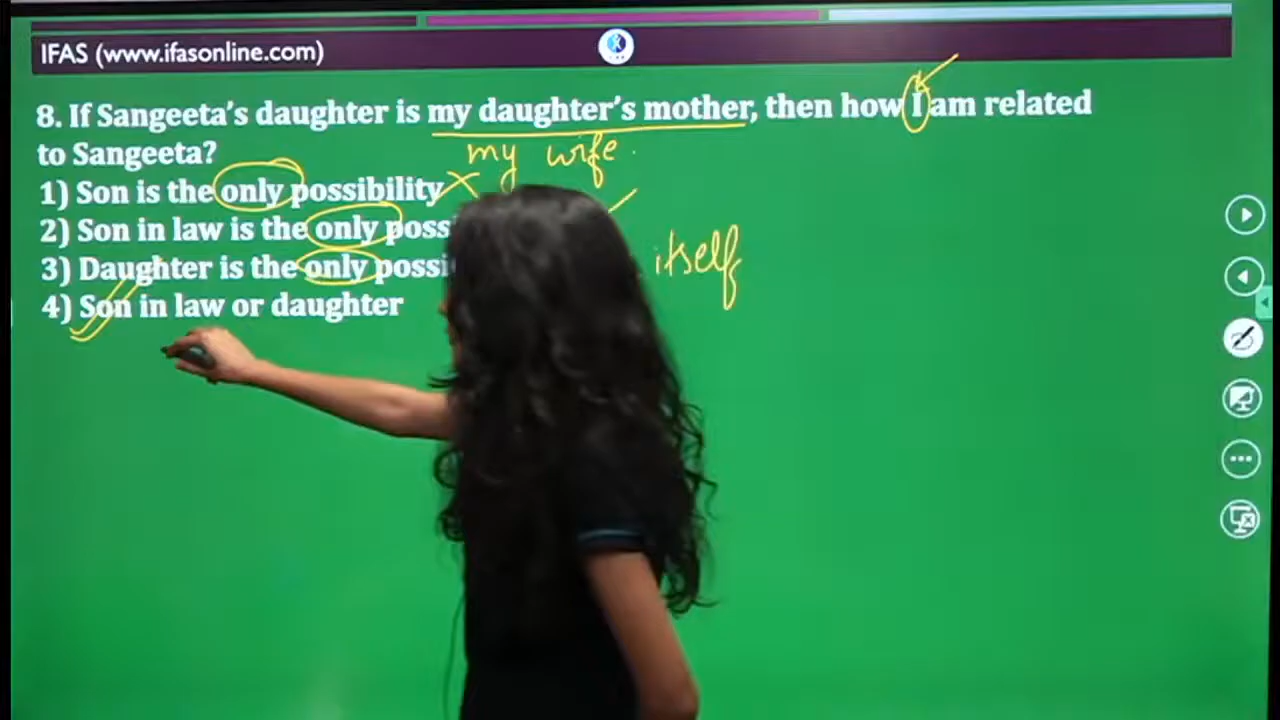 IFAS (www.ifasonline.com)
8. If Sangeeta's daughter is my daughter's mother, then how I am related
to Sangeeta?
my wife.
1) Son is the only possibility
2) Son in law is the only
3) Daughter is the only
itself
4) Son in law or daughter